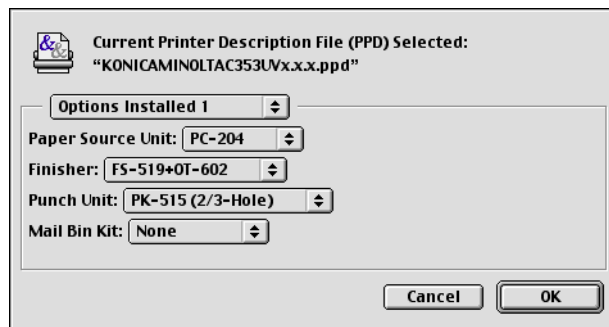 Current Printer Description File (PPD) Selected:
“KONICAMINOLTAC353UVx.x.x.ppd”
Options Installed 1
Paper Source Unit: PC-204
Finisher: FS-519+OT-602
Punch Unit: PK-515 (2/3-Hole)
Mail Bin Kit: None
Cancel OK